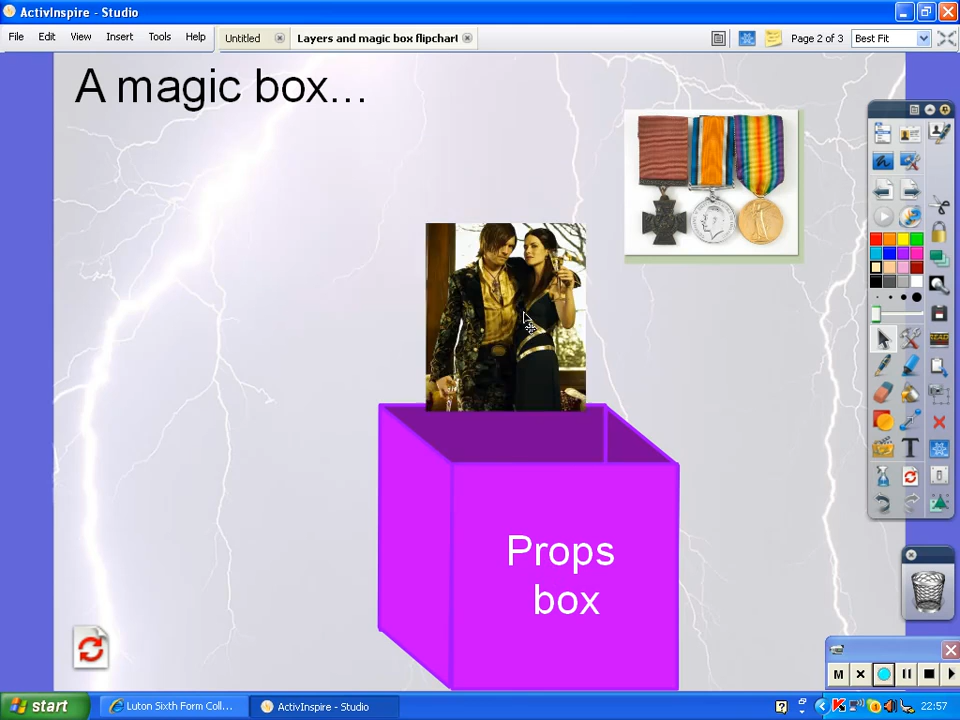 ActivInspire - Studio
File Edit View Insert Tools Help
Untitled
Layers and magic box flipchart
Page 2 of 3
Best Fit
A magic box...
Props
box
M
start
Luton Sixth Form Coll...
ActivInspire - Studio
22:57